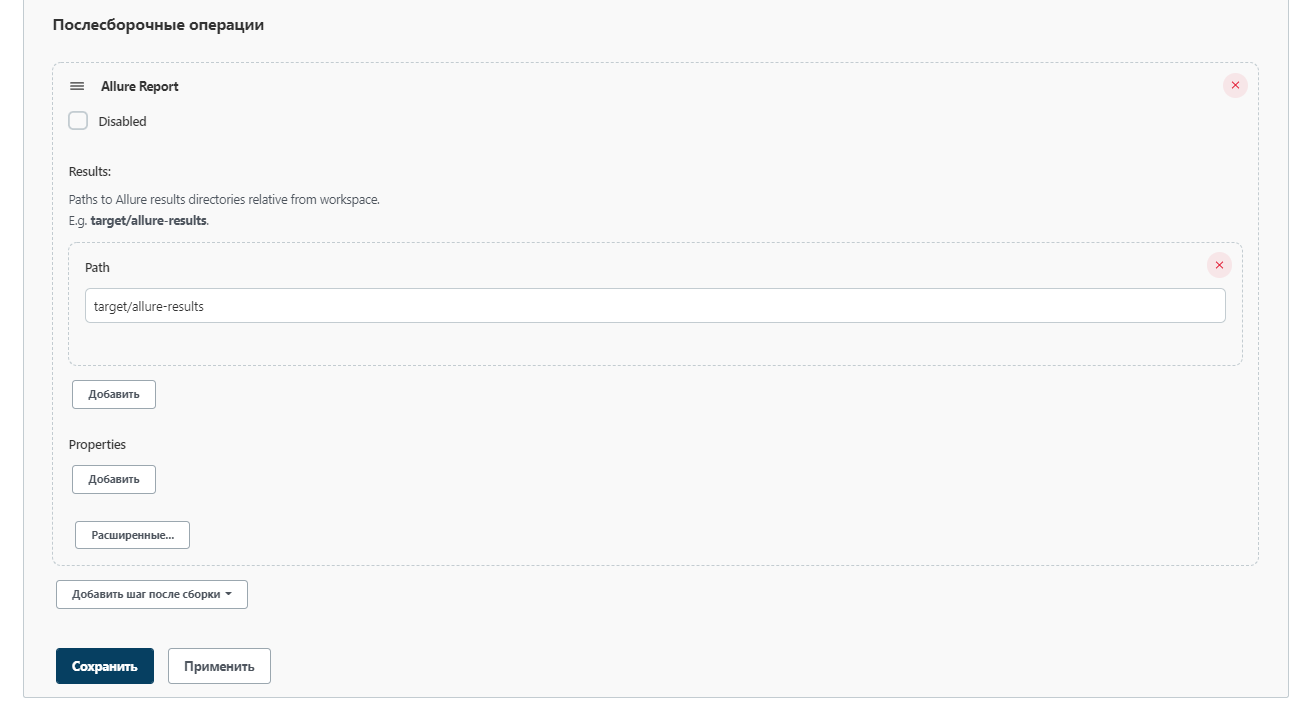 Послесборочные операции
Allure Report
Disabled
Results:
Paths to Allure results directories relative from workspace.
E.g. target/allure-results.
Path
target/allure-results
Добавить
Properties
Добавить
Расширенные...
Добавить шаг после сборки
Сохранить
Применить